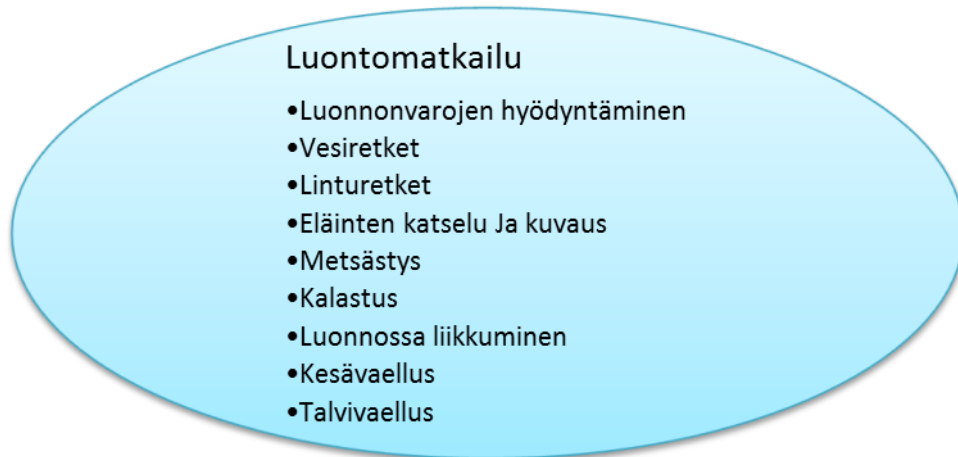 Luontomatkailu
•Luonnonvarojen hyödyntäminen
•Vesiretket
•Linturetket
•Eläinten katselu Ja kuvaus
•Metsästys
•Kalastus
•Luonnossa liikkuminen
•Kesävaellus
•Talvivaellus